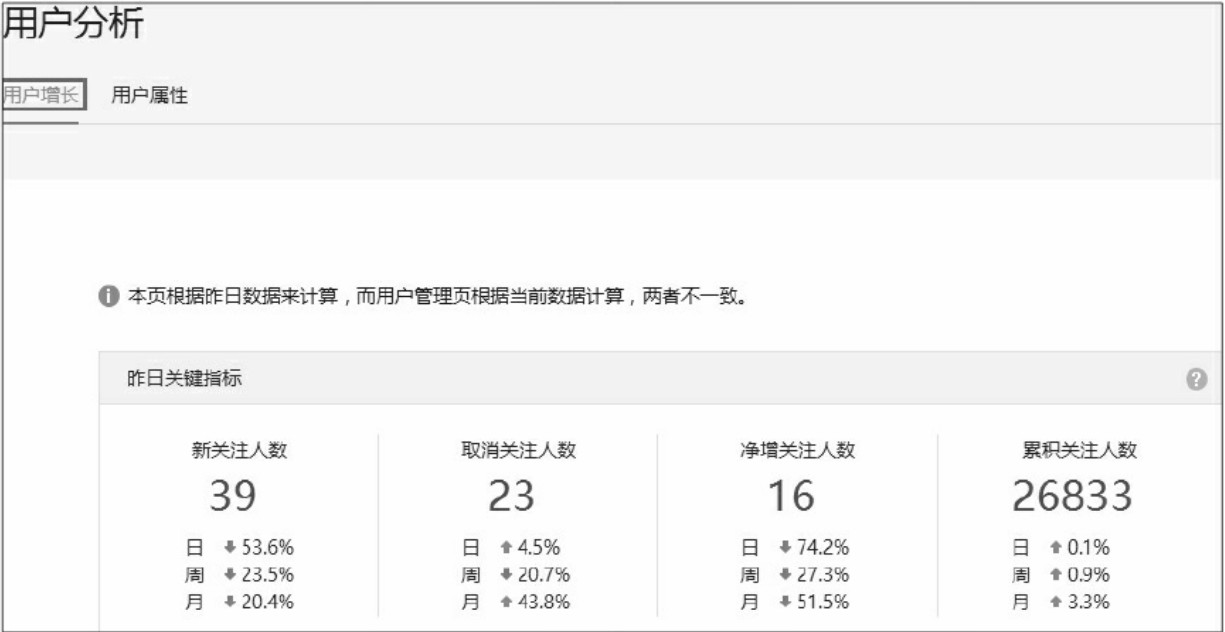 用户分析
用户增长 用户属性
本页根据昨日数据来计算，而用户管理页根据当前数据计算，两者不一致。
昨日关键指标
新关注人数 取消关注人数 净增关注人数 累积关注人数
39 23 16 26833
日 53.6% 日 4.5% 日 74.2% 日 0.1%
周 23.5% 周 20.7% 周 27.3% 周 0.9%
月 20.4% 月 43.8% 月 51.5% 月 3.3%